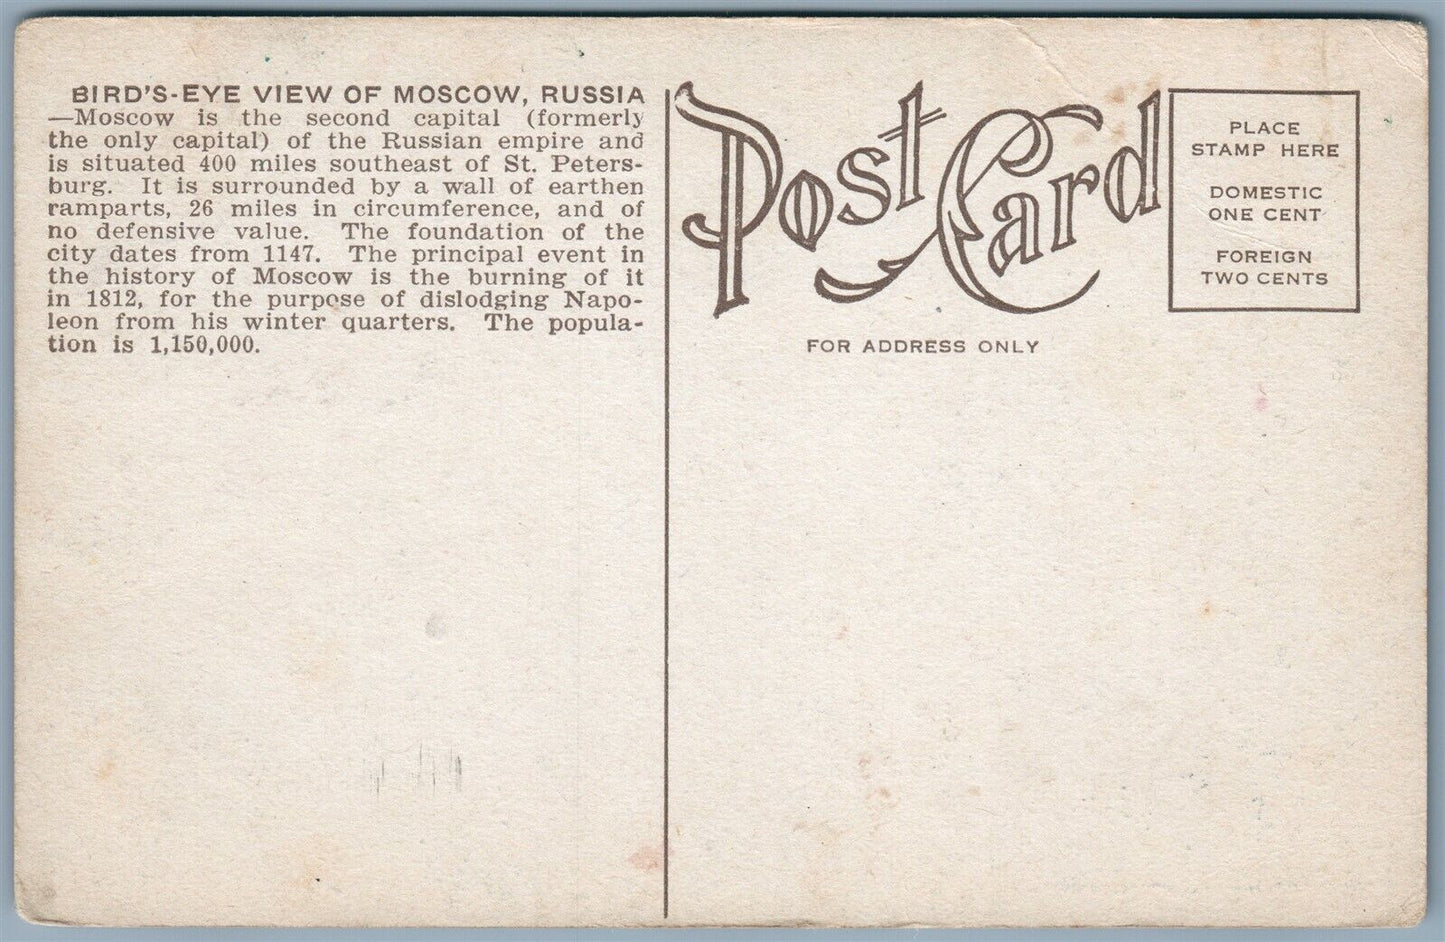 BIRD'S-EYE VIEW OF MOSCOW, RUSSIA
—Moscow is the second capital (formerly
the only capital) of the Russian empire and
is situated 400 miles southeast of St. Peters-
burg. It is surrounded by a wall of earthen
ramparts, 26 miles in circumference, and of
no defensive value. The foundation of the
city dates from 1147. The principal event in
the history of Moscow is the burning of it
in 1812, for the purpose of dislodging Napo-
leon from his winter quarters. The popula-
tion is 1,150,000.
Post Card
FOR ADDRESS ONLY
PLACE
STAMP HERE
DOMESTIC
ONE CENT
FOREIGN
TWO CENTS